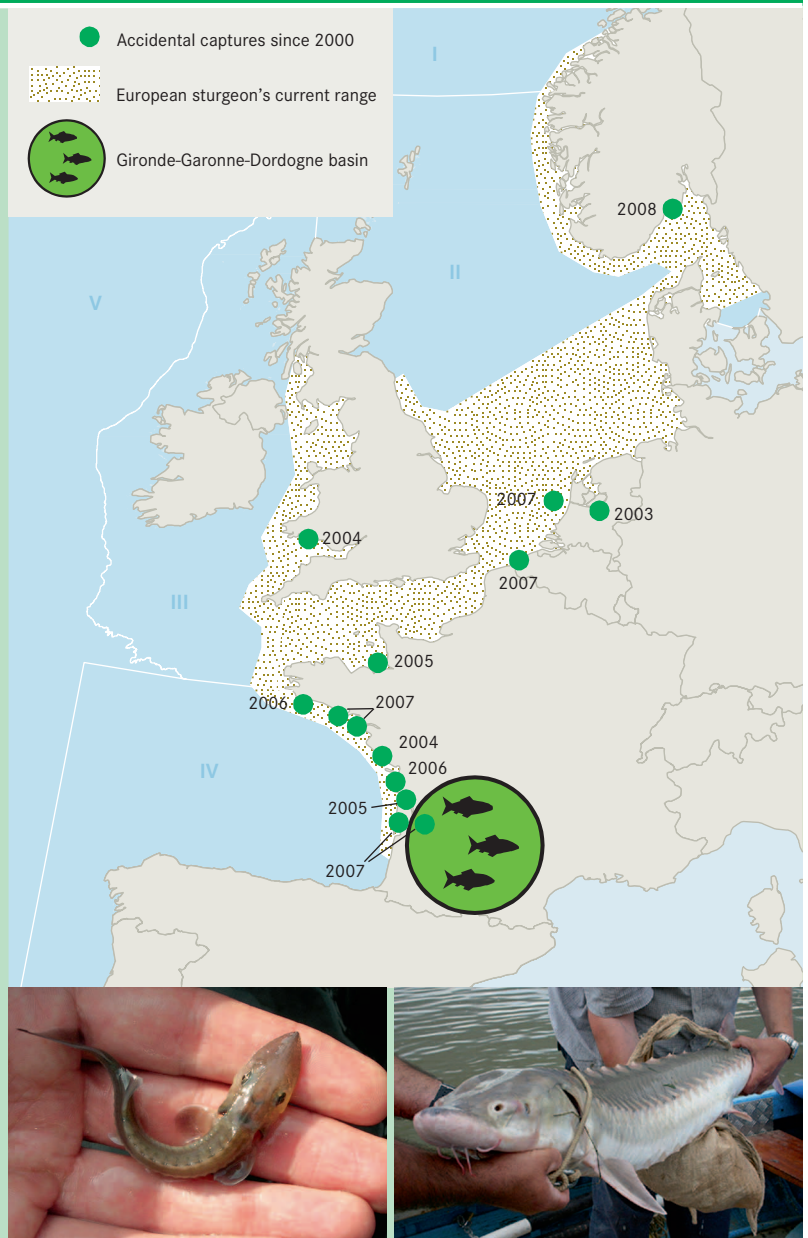 Accidental captures since 2000
European sturgeon's current range
Gironde-Garonne-Dordogne basin
I
2008
II
V
2007
2003
2004
2007
III
2005
2006
2007
2004
IV
2006
2005
2007